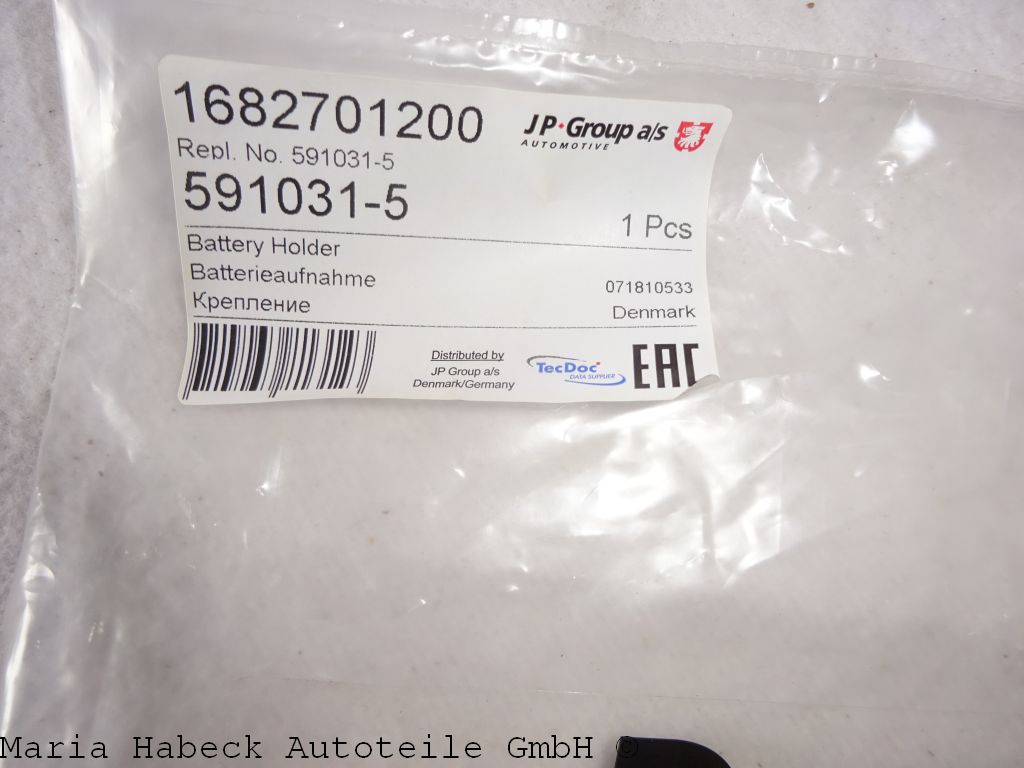 1682701200
JP Group a/s
AUTOMOTIVE
Repl. No. 591031-5
591031-5
1 Pcs
Battery Holder
Batterieaufnahme
071810533
Крепление
Denmark
Distributed by
JP Group a/s
Denmark/Germany
TecDoc
DATA SUPPLIER
EAC
Maria Habeck Autoteile GmbH ©